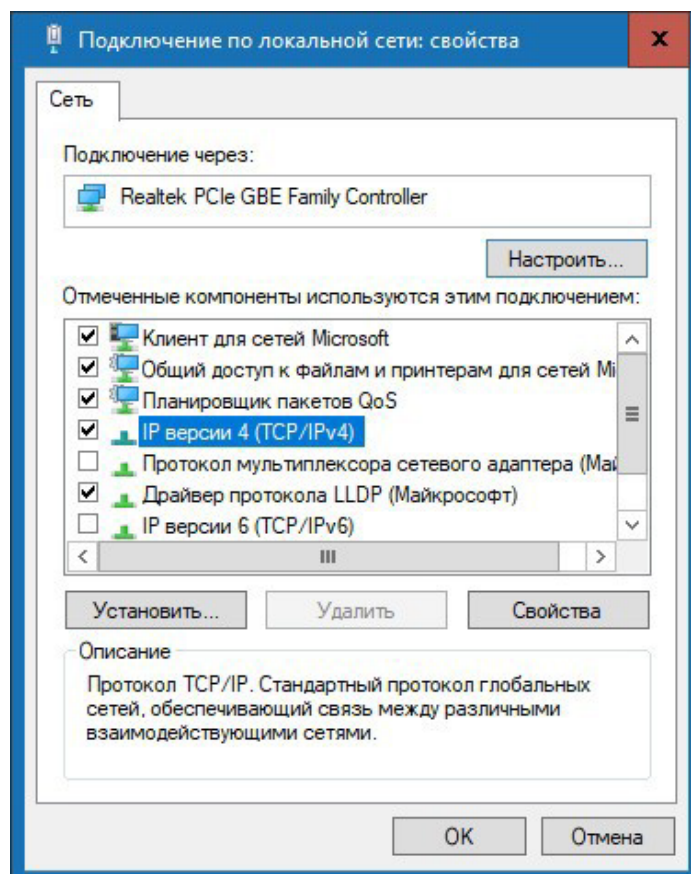 Подключение по локальной сети: свойства
Сеть
Подключение через:
Realtek PCIe GBE Family Controller
Настроить...
Отмеченные компоненты используются этим подключением:
Клиент для сетей Microsoft
Общий доступ к файлам и принтерам для сетей Mi
Планировщик пакетов QoS
IP версии 4 (TCP/IPv4)
Протокол мультиплексора сетевого адаптера (Май
Драйвер протокола LLDP (Майкрософт)
IP версии 6 (TCP/IPv6)
Установить...
Удалить
Свойства
Описание
Протокол TCP/IP. Стандартный протокол глобальных
сетей, обеспечивающий связь между различными
взаимодействующими сетями.
OK
Отмена